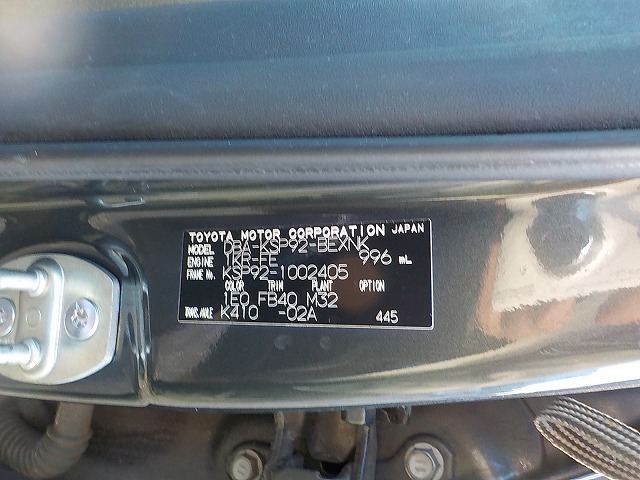 TOYOTA MOTOR CORPORATION JAPAN
MODEL DBA-KSP92-BEXNK
ENGINE 1KR-FE 996 mL
FRAME No. KSP92-1002405
COLOR TRIM PLANT OPTION
1E0 FB40 M32
TRANS./AXLE K410 -02A 445